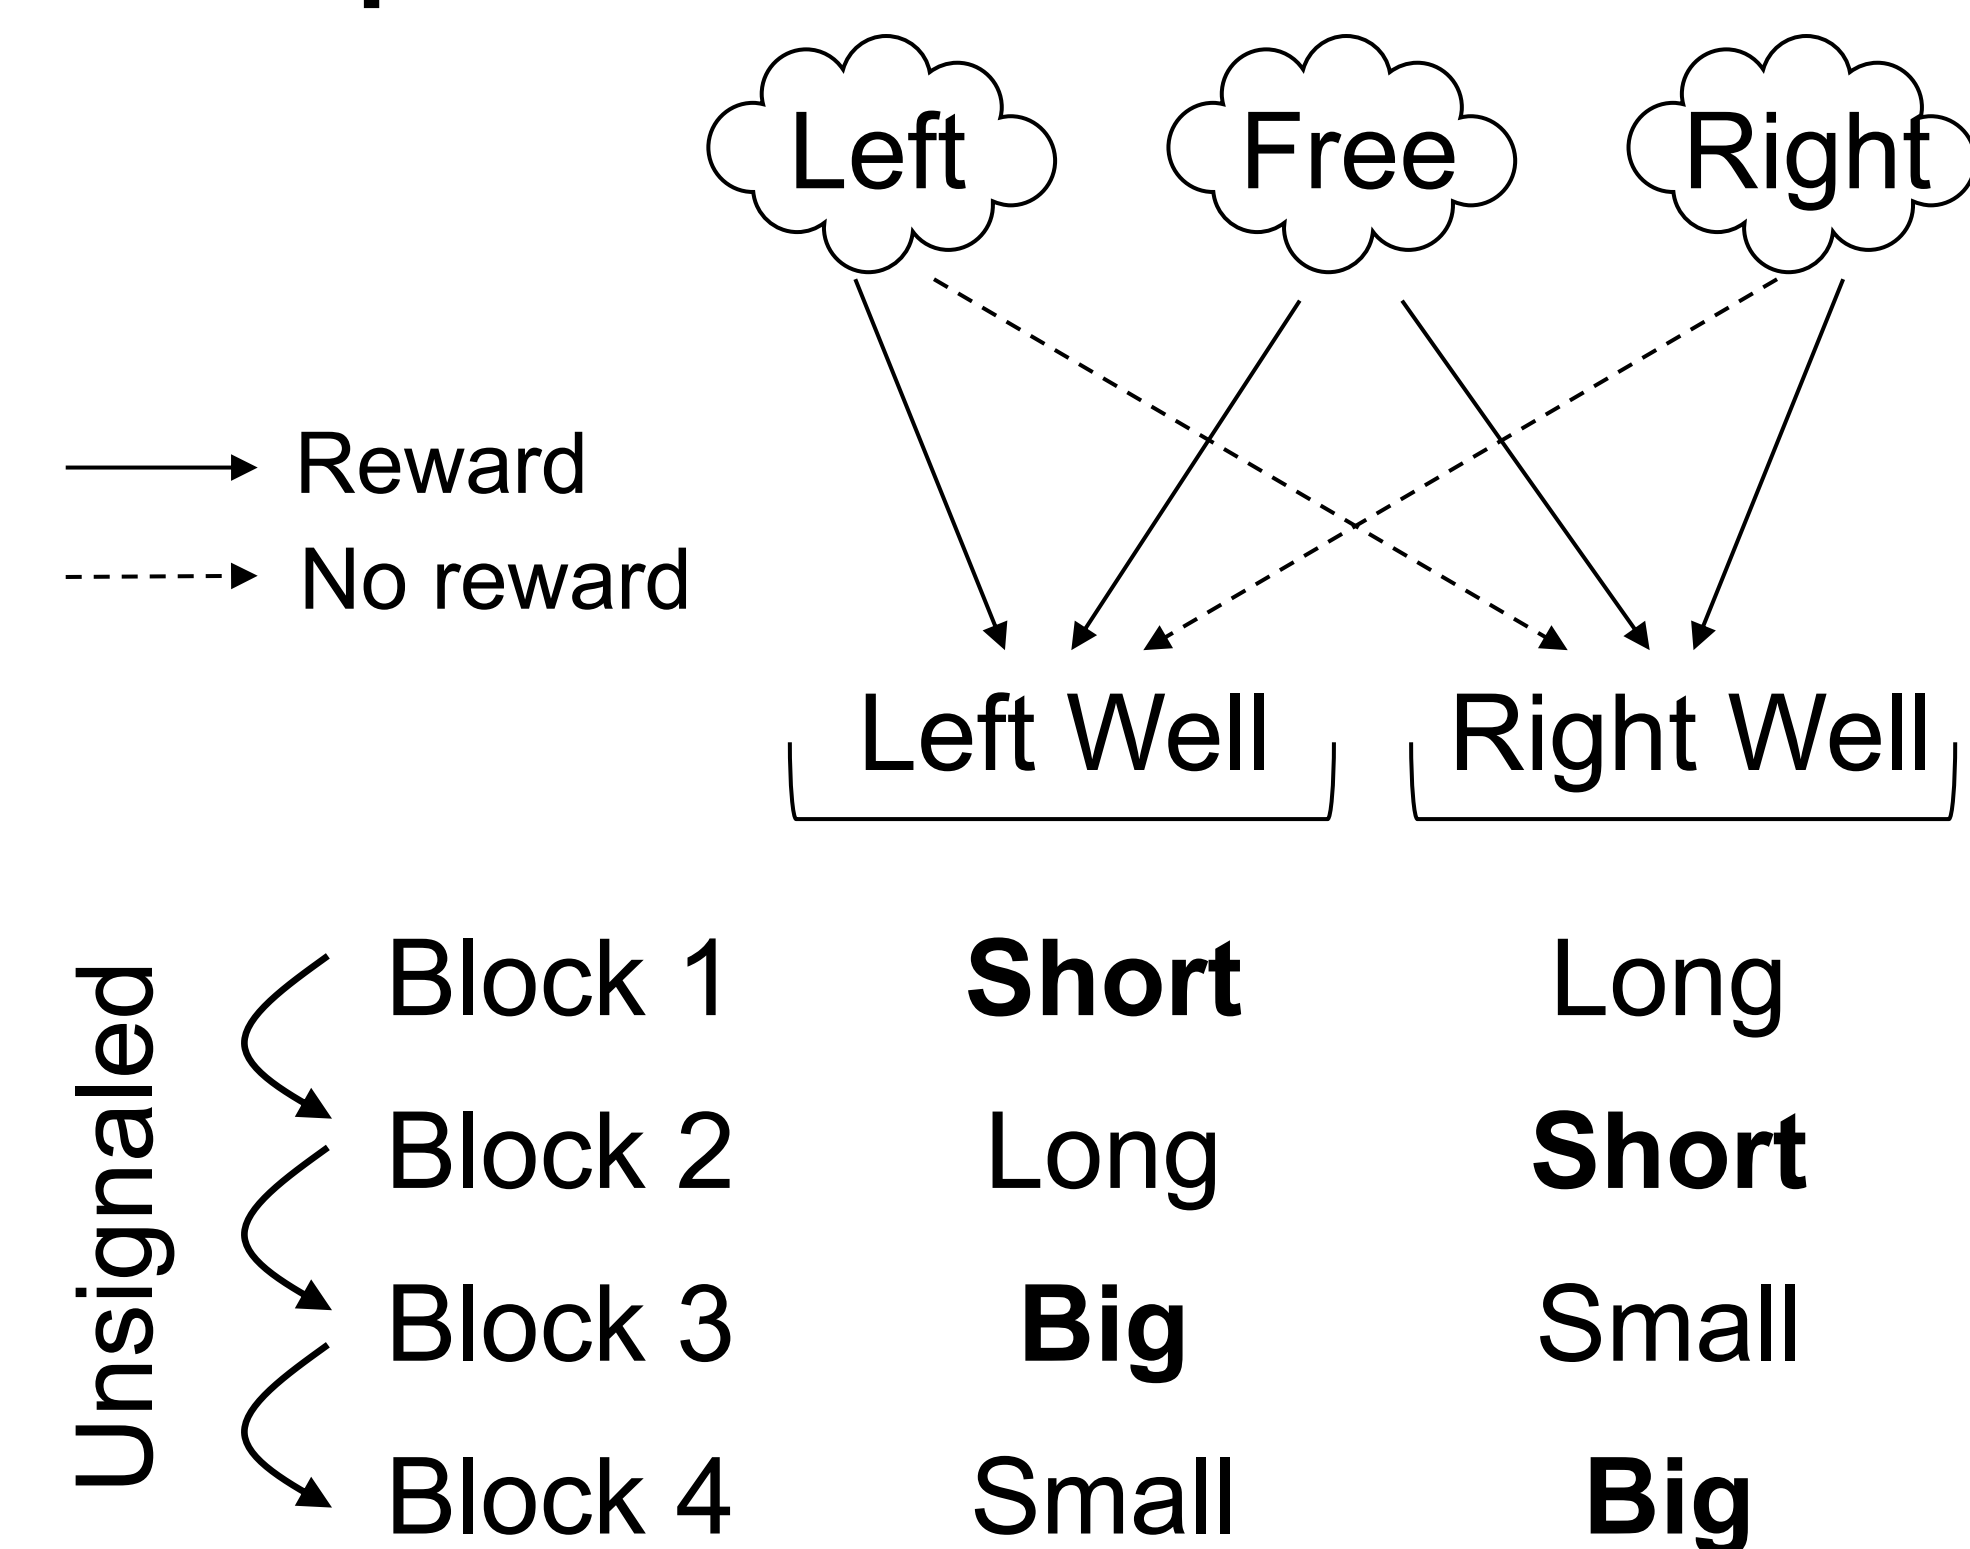 Left Free Right
Reward
No reward
Left Well Right Well
Unsignaled
Block 1 Short Long
Block 2 Long Short
Block 3 Big Small
Block 4 Small Big